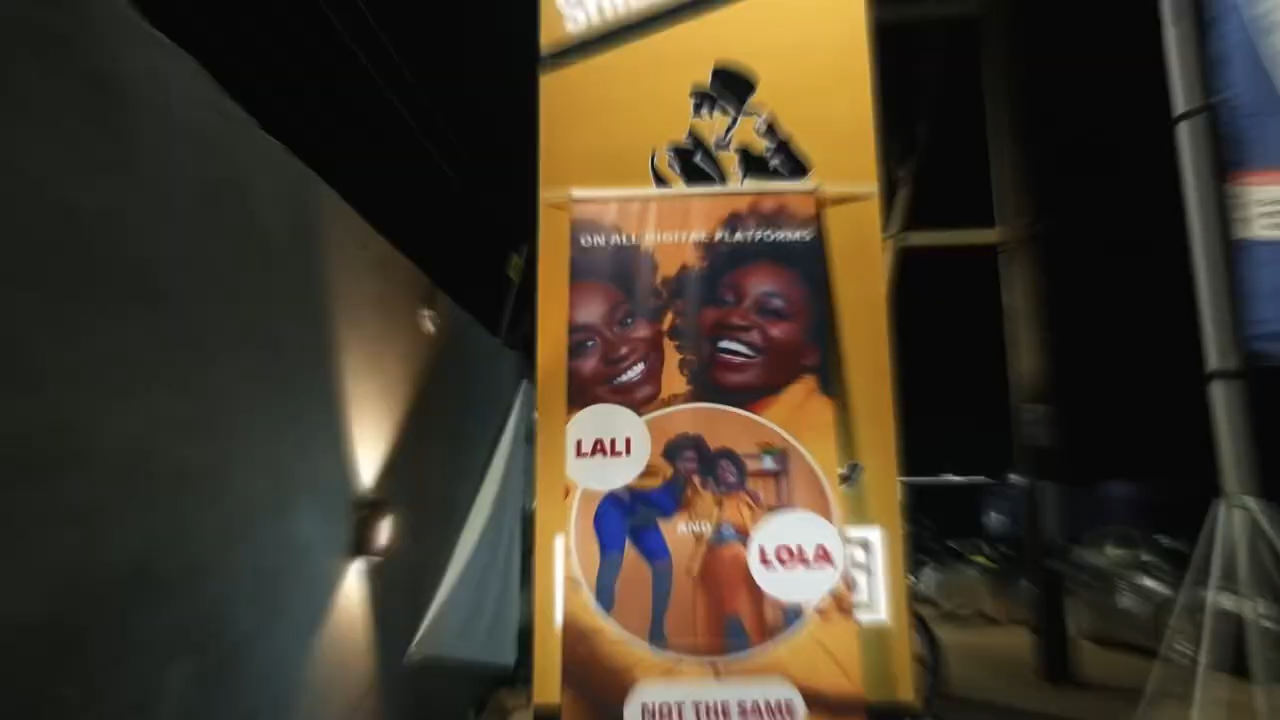 ON ALL DIGITAL PLATFORMS
LALI
AND
LOLA
NOT THE SAME